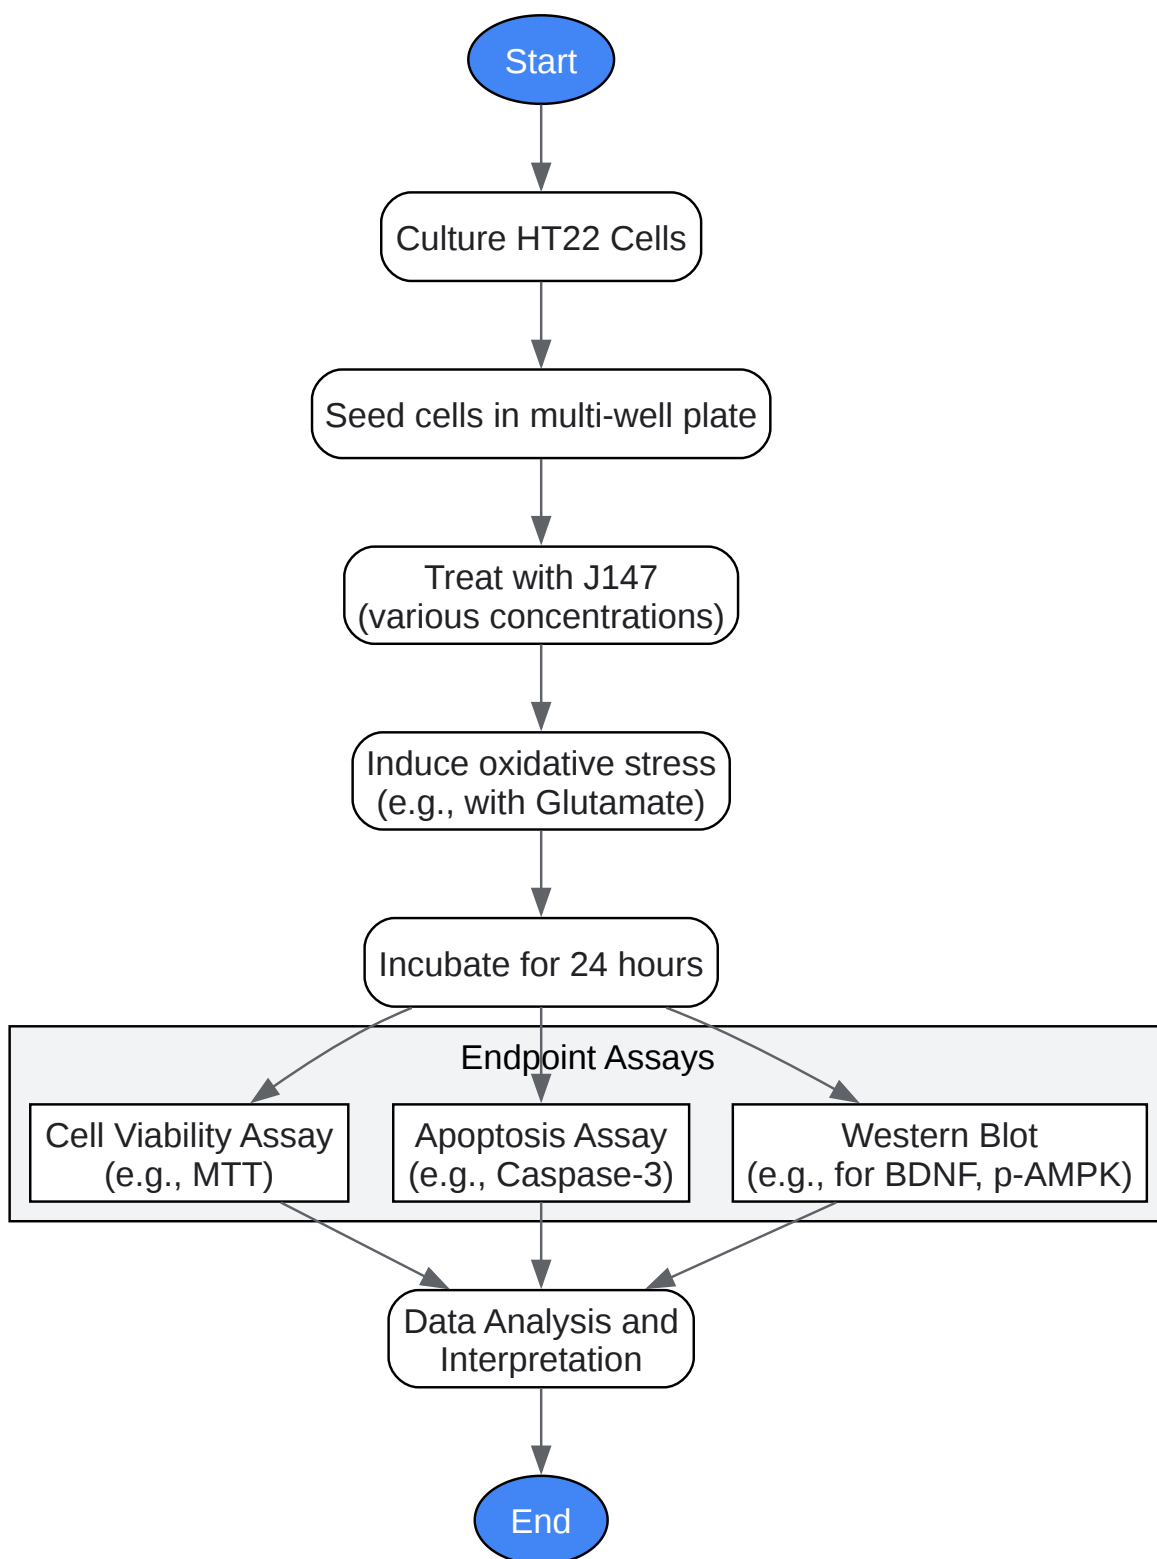 Start
Culture HT22 Cells
Seed cells in multi-well plate
Treat with J147
(various concentrations)
Induce oxidative stress
(e.g., with Glutamate)
Incubate for 24 hours
Endpoint Assays
Cell Viability Assay
(e.g., MTT)
Apoptosis Assay
(e.g., Caspase-3)
Western Blot
(e.g., for BDNF, p-AMPK)
Data Analysis and
Interpretation
End